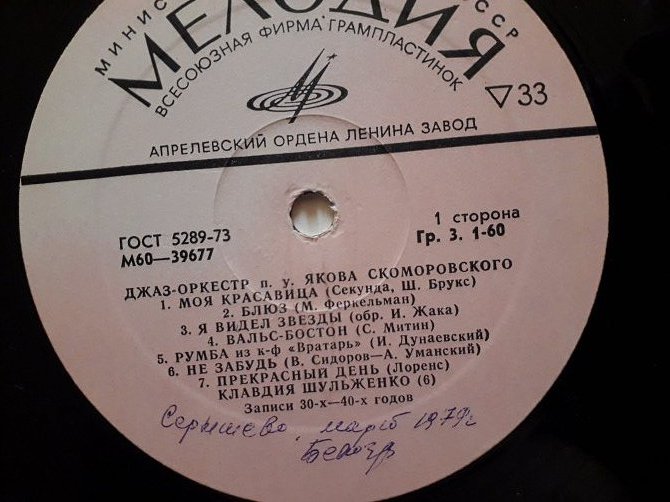 МИНИС ССР
МЕЛОДИЯ
ВСЕСОЮЗНАЯ ФИРМА ГРАМПЛАСТИНОК
▽33
АПРЕЛЕВСКИЙ ОРДЕНА ЛЕНИНА ЗАВОД
ГОСТ 5289-73
М60—39677
1 сторона
Гр. 3. 1-60
ДЖАЗ-ОРКЕСТР п. у. ЯКОВА СКОМОРОВСКОГО
1. МОЯ КРАСАВИЦА (Секунда, Ш. Брукс)
2. БЛЮЗ (М. Феркельман)
3. Я ВИДЕЛ ЗВЕЗДЫ (обр. И. Жака)
4. ВАЛЬС-БОСТОН (С. Митин)
5. РУМБА из к-ф «Вратарь» (И. Дунаевский)
6. НЕ ЗАБУДЬ (В. Сидоров—А. Уманский)
7. ПРЕКРАСНЫЙ ДЕНЬ (Лоренс)
КЛАВДИЯ ШУЛЬЖЕНКО (6)
Записи 30-х—40-х годов
Серышево, март 1979г